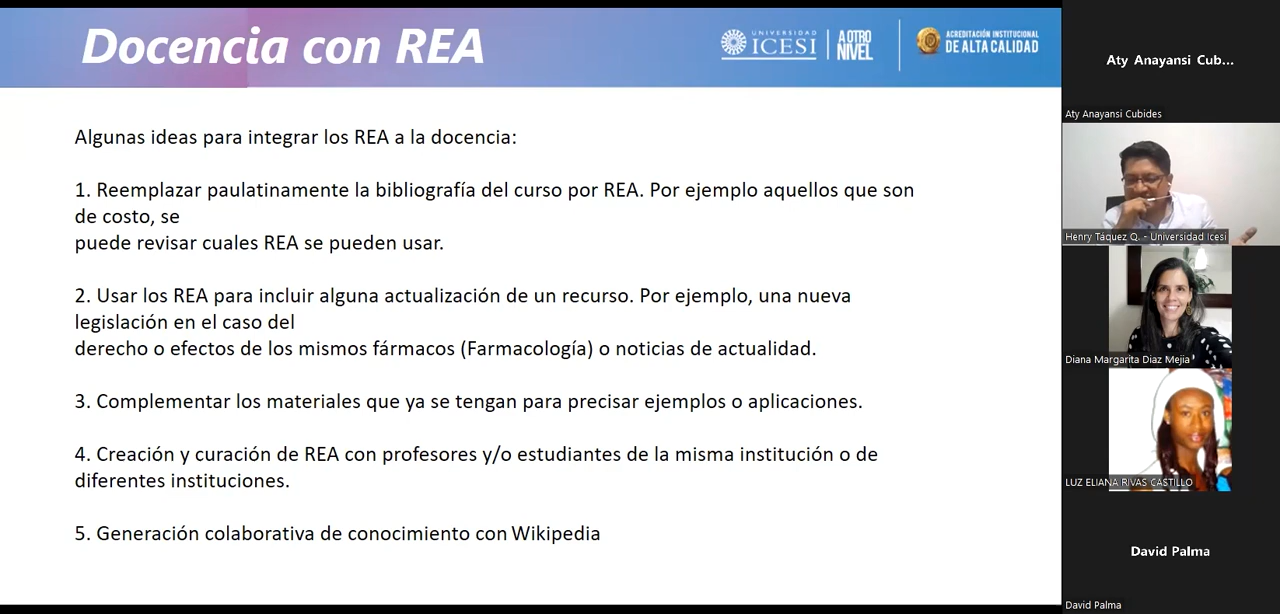 Docencia con REA
UNIVERSIDAD
ICESI
A OTRO
NIVEL
ACREDITACIÓN INSTITUCIONAL
DE ALTA CALIDAD
Algunas ideas para integrar los REA a la docencia:
1. Reemplazar paulatinamente la bibliografía del curso por REA. Por ejemplo aquellos que son
de costo, se
puede revisar cuales REA se pueden usar.
2. Usar los REA para incluir alguna actualización de un recurso. Por ejemplo, una nueva
legislación en el caso del
derecho o efectos de los mismos fármacos (Farmacología) o noticias de actualidad.
3. Complementar los materiales que ya se tengan para precisar ejemplos o aplicaciones.
4. Creación y curación de REA con profesores y/o estudiantes de la misma institución o de
diferentes instituciones.
5. Generación colaborativa de conocimiento con Wikipedia
Aty Anayansi Cub...
Aty Anayansi Cubides
Henry Táquez Q. - Universidad Icesi
Diana Margarita Diaz Mejia
LUZ ELIANA RIVAS CASTILLO
David Palma
David Palma